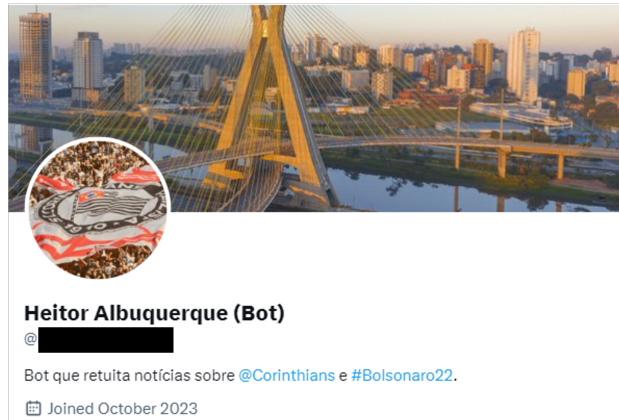 Heitor Albuquerque (Bot)
@
Bot que retuita notícias sobre @Corinthians e #Bolsonaro22.
Joined October 2023